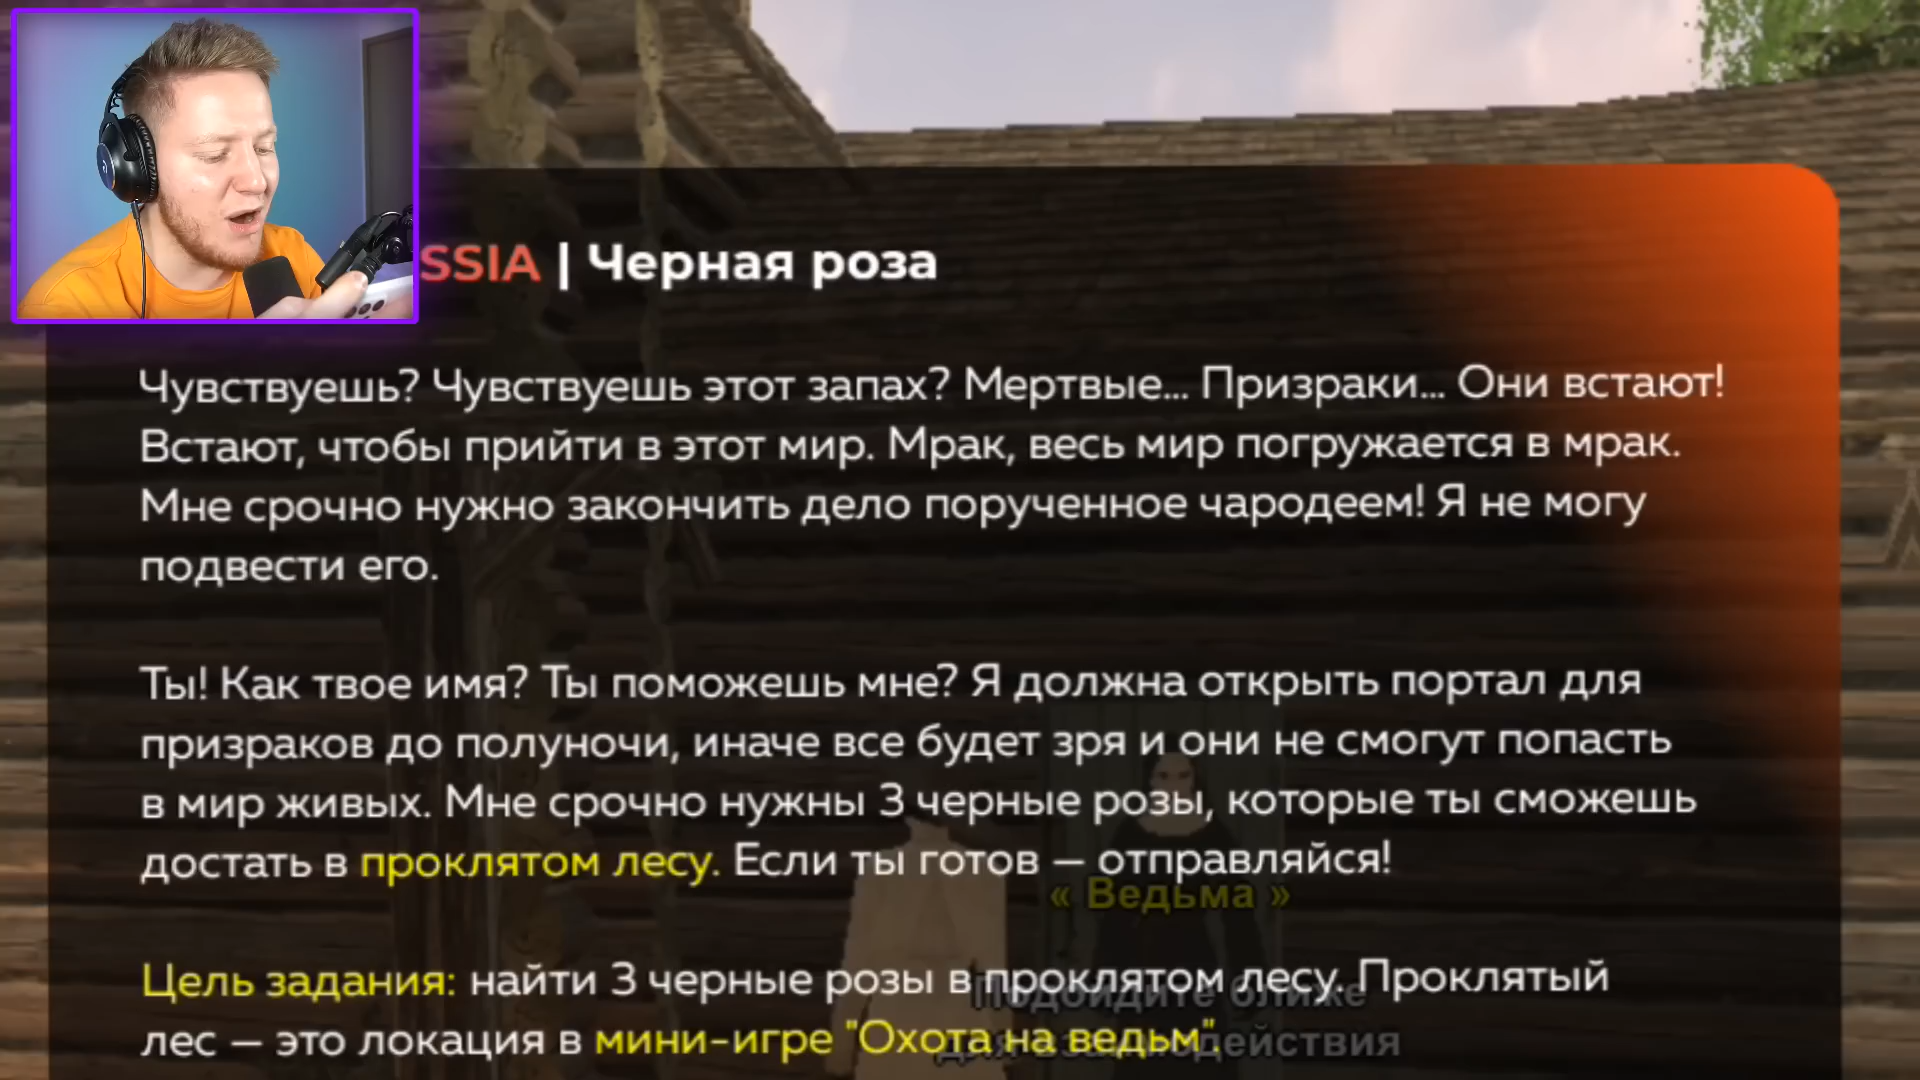 SSIA | Черная роза
Чувствуешь? Чувствуешь этот запах? Мертвые... Призраки... Они встают!
Встают, чтобы прийти в этот мир. Мрак, весь мир погружается в мрак.
Мне срочно нужно закончить дело порученное чародеем! Я не могу
подвести его.
Ты! Как твое имя? Ты поможешь мне? Я должна открыть портал для
призраков до полуночи, иначе все будет зря и они не смогут попасть
в мир живых. Мне срочно нужны 3 черные розы, которые ты сможешь
достать в проклятом лесу. Если ты готов — отправляйся!
« Ведьма »
Цель задания: найти 3 черные розы в проклятом лесу. Проклятый
Подойдите ближе
лес — это локация в мини-игре "Охота на ведьм".
для взаимодействия